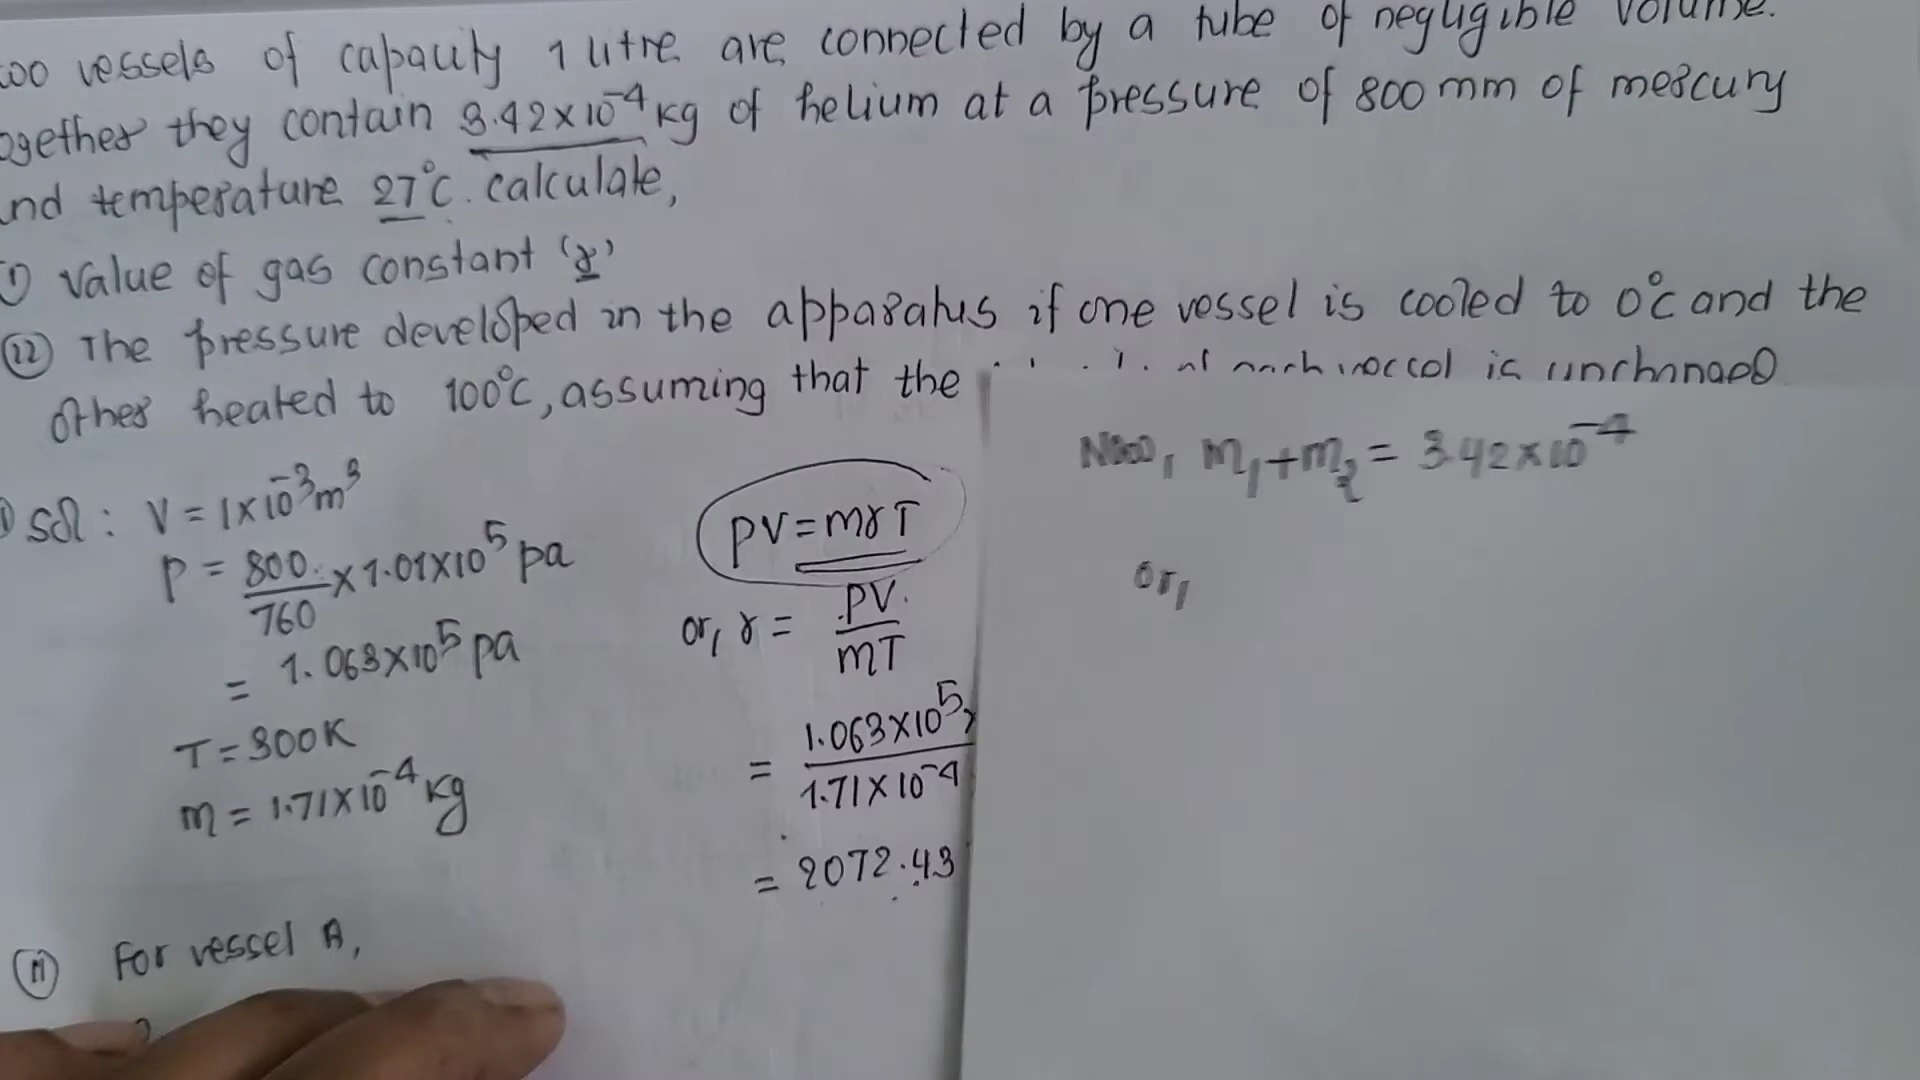 vessels of capacity 1 litre are connected by a tube of negligible volume.
they contain 3.42×10⁻⁴ kg of helium at a pressure of 800 mm of mercury
nd temperature 27°C. calculate,
value of gas constant 'r'
The pressure developed in the apparatus if one vessel is cooled to 0°c and the
other heated to 100°C, assuming that the is unchanged
Now, m₁+m₂ = 3.42×10⁻⁴
or,
sol: V = 1×10⁻³m³
P = 800/760 × 1.01×10⁵ pa
= 1.063×10⁵ pa
T = 300K
m = 1.71×10⁻⁴ kg
PV = mrT
or, r = PV/mT
= 1.063×10⁵/1.71×10⁻⁴
= 2072.43
(ii) For vessel A,